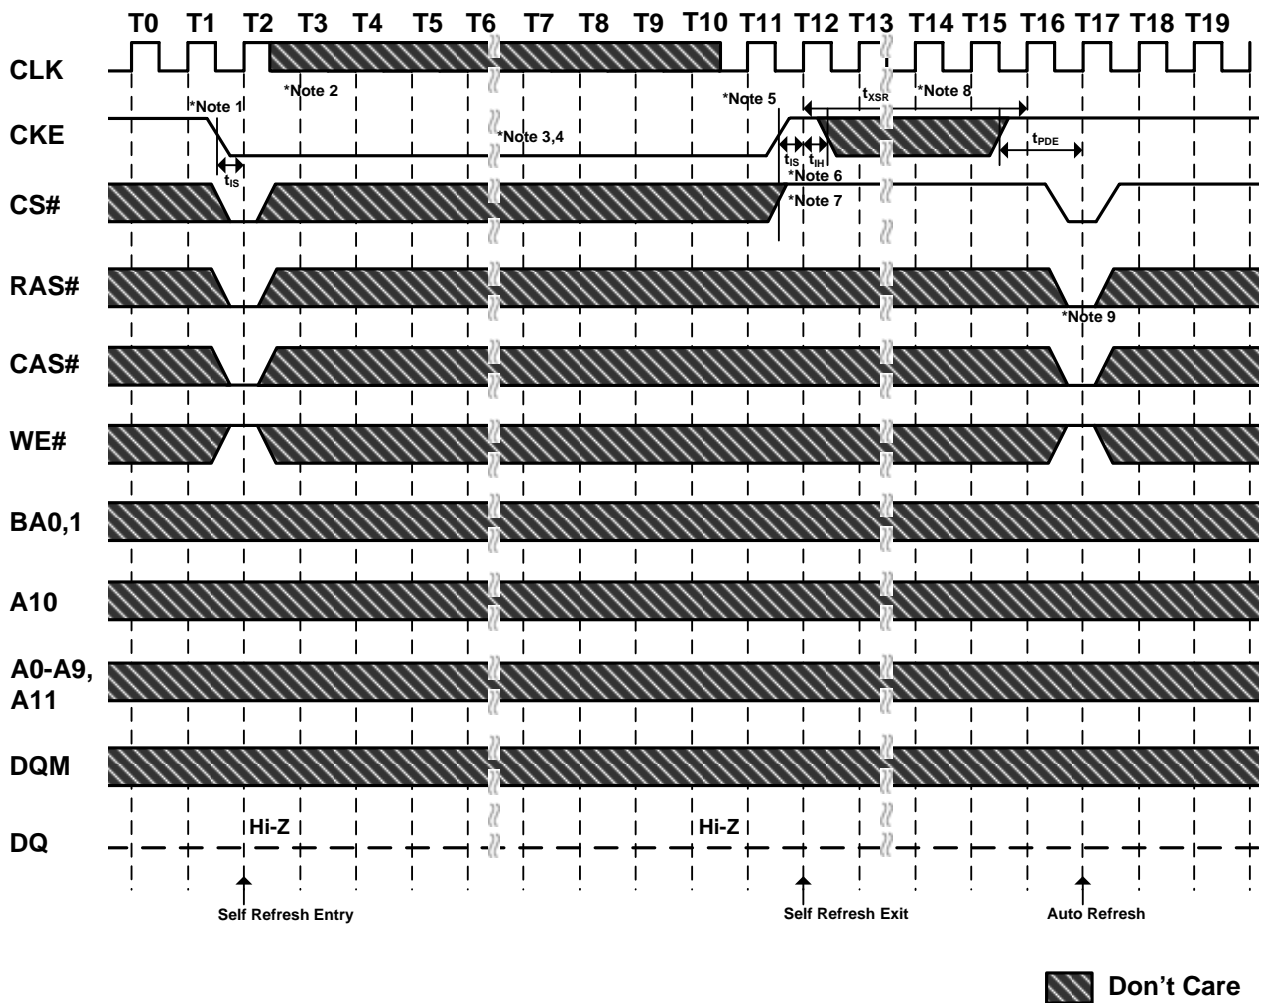 T0 T1 T2 T3 T4 T5 T6 T7 T8 T9 T10 T11 T12 T13 T14 T15 T16 T17 T18 T19
CLK
*Note 2
*Note 1
*Note 5
tXSR
*Note 8
CKE
*Note 3,4
tIS
tIS
tIH
tPDE
*Note 6
CS#
*Note 7
RAS#
*Note 9
CAS#
WE#
BA0,1
A10
A0-A9,
A11
DQM
Hi-Z
Hi-Z
DQ
Self Refresh Entry
Self Refresh Exit
Auto Refresh
Don't Care